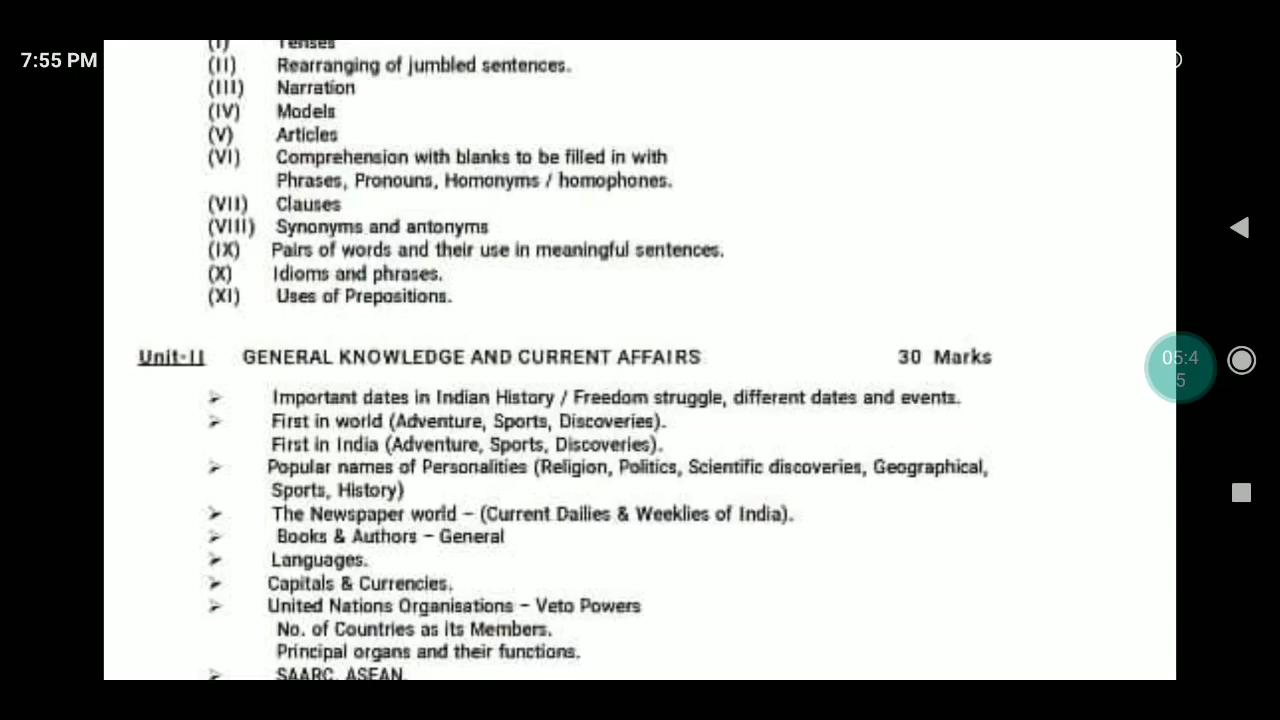 7:55 PM
(I) Tenses
(II) Rearranging of jumbled sentences.
(III) Narration
(IV) Models
(V) Articles
(VI) Comprehension with blanks to be filled in with
Phrases, Pronouns, Homonyms / homophones.
(VII) Clauses
(VIII) Synonyms and antonyms
(IX) Pairs of words and their use in meaningful sentences.
(X) Idioms and phrases.
(XI) Uses of Prepositions.
Unit-II GENERAL KNOWLEDGE AND CURRENT AFFAIRS 30 Marks
➢ Important dates in Indian History / Freedom struggle, different dates and events.
➢ First in world (Adventure, Sports, Discoveries).
First in India (Adventure, Sports, Discoveries).
➢ Popular names of Personalities (Religion, Politics, Scientific discoveries, Geographical,
Sports, History)
➢ The Newspaper world – (Current Dailies & Weeklies of India).
➢ Books & Authors – General
➢ Languages.
➢ Capitals & Currencies.
➢ United Nations Organisations – Veto Powers
No. of Countries as its Members.
Principal organs and their functions.
➢ SAARC, ASEAN.
05:4
5